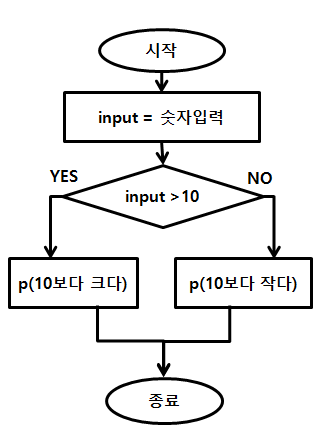 시작
input = 숫자입력
YES
NO
input >10
p(10보다 크다)
p(10보다 작다)
종료